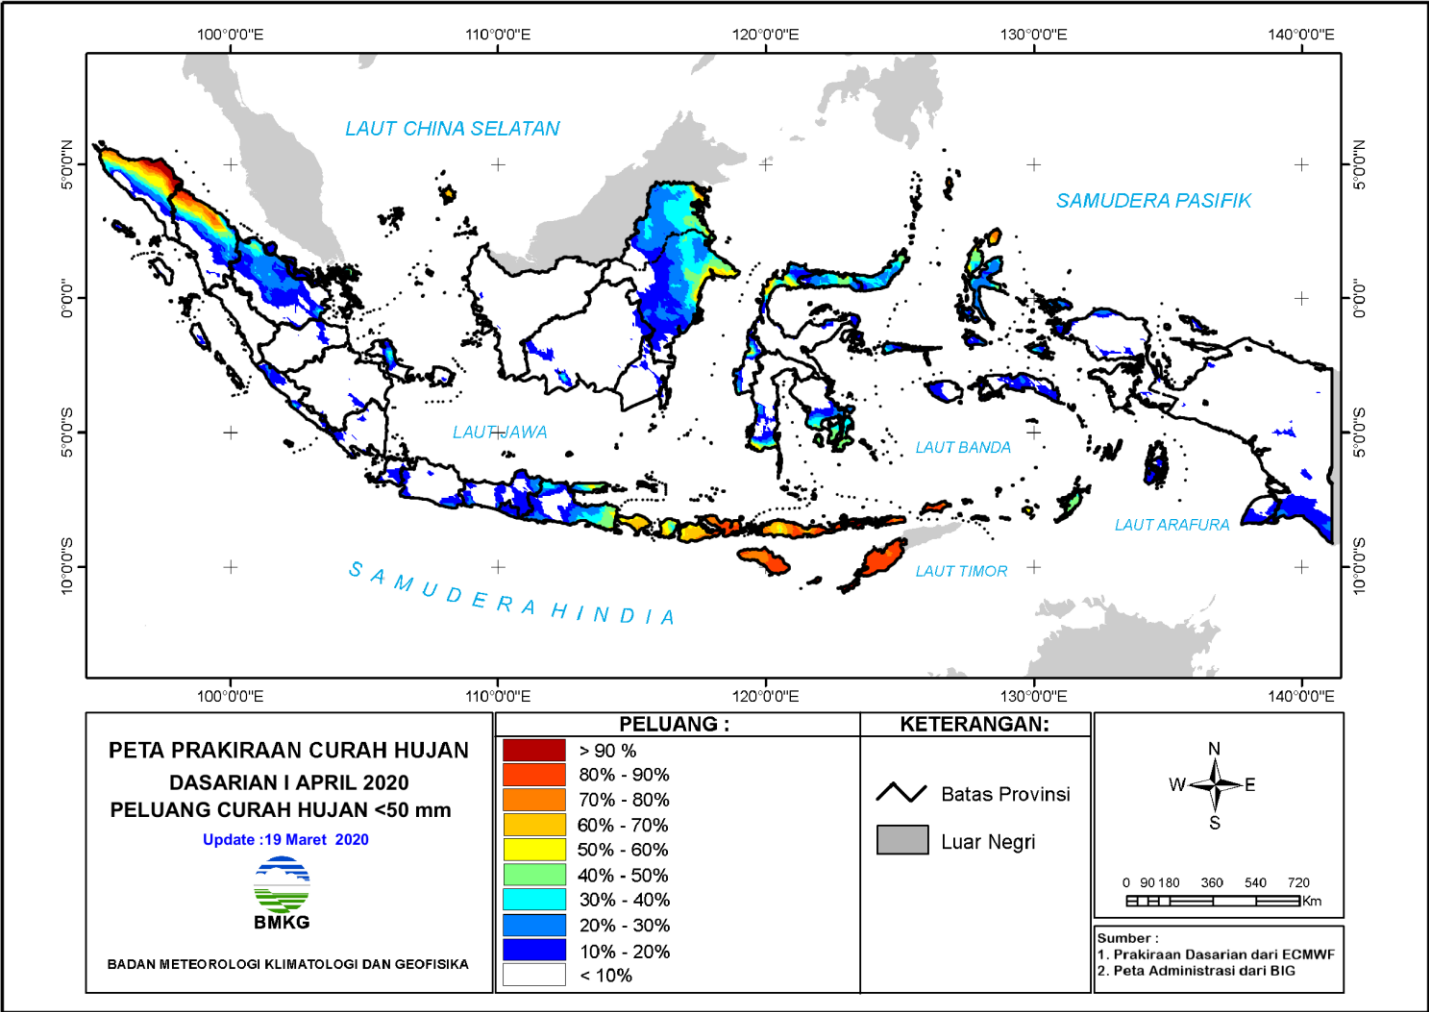 100°0'0"E 110°0'0"E 120°0'0"E 130°0'0"E 140°0'0"E
5°0'0"N
0°0'0"
5°0'0"S
10°0'0"S
LAUT CHINA SELATAN
SAMUDERA PASIFIK
LAUT JAWA
LAUT BANDA
LAUT ARAFURA
LAUT TIMOR
SAMUDERA HINDIA
5°0'0"N
0°0'0"
5°0'0"S
10°0'0"S
100°0'0"E 110°0'0"E 120°0'0"E 130°0'0"E 140°0'0"E
PETA PRAKIRAAN CURAH HUJAN
DASARIAN I APRIL 2020
PELUANG CURAH HUJAN <50 mm
Update :19 Maret 2020
BMKG
BADAN METEOROLOGI KLIMATOLOGI DAN GEOFISIKA
PELUANG :
> 90 %
80% - 90%
70% - 80%
60% - 70%
50% - 60%
40% - 50%
30% - 40%
20% - 30%
10% - 20%
< 10%
KETERANGAN:
Batas Provinsi
Luar Negri
N
W E
S
0 90 180 360 540 720
Km
Sumber :
1. Prakiraan Dasarian dari ECMWF
2. Peta Administrasi dari BIG